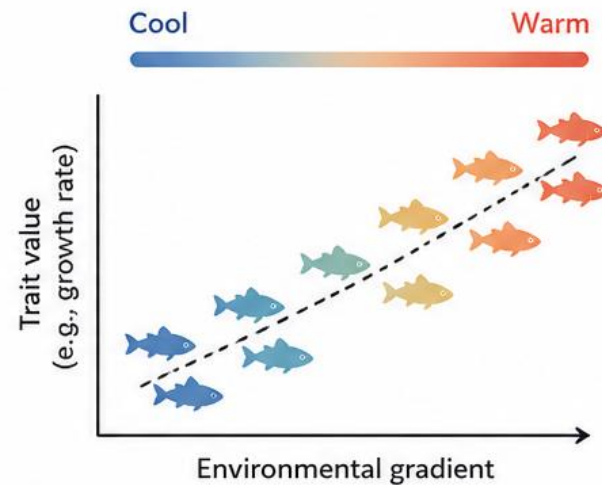 Cool
Warm
Trait value
(e.g., growth rate)
Environmental gradient